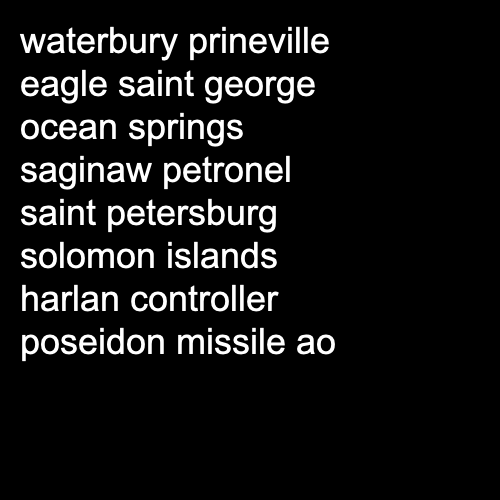 waterbury prineville
eagle saint george
ocean springs
saginaw petronel
saint petersburg
solomon islands
harlan controller
poseidon missile ao